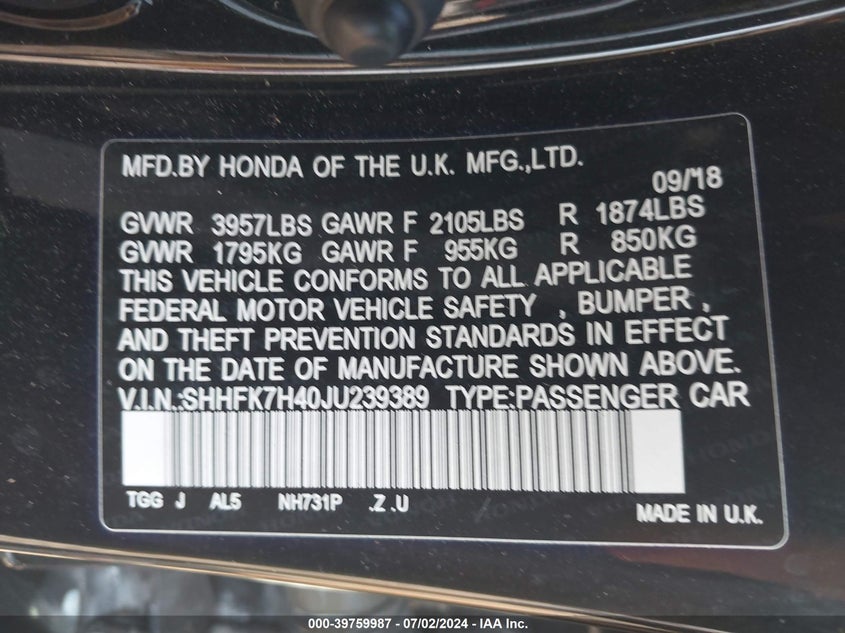 MFD.BY HONDA OF THE U.K. MFG.,LTD.
09/18
GVWR 3957LBS GAWR F 2105LBS R 1874LBS
GVWR 1795KG GAWR F 955KG R 850KG
THIS VEHICLE CONFORMS TO ALL APPLICABLE
FEDERAL MOTOR VEHICLE SAFETY , BUMPER ,
AND THEFT PREVENTION STANDARDS IN EFFECT
ON THE DATE OF MANUFACTURE SHOWN ABOVE.
V.I.N.:SHHFK7H40JU239389 TYPE:PASSENGER CAR
TGG J AL5 NH731P .Z .U
MADE IN U.K.
000-39759987 - 07/02/2024 - IAA Inc.